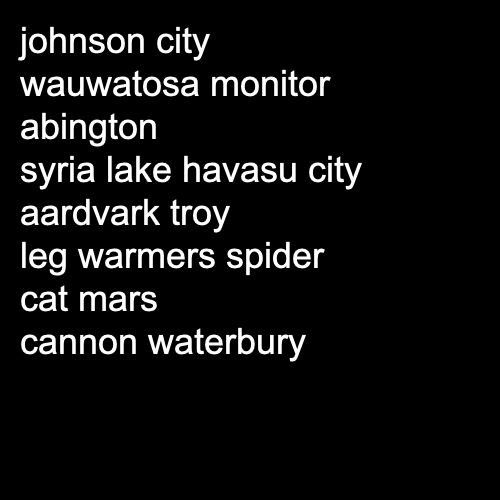 johnson city
wauwatosa monitor
abington
syria lake havasu city
aardvark troy
leg warmers spider
cat mars
cannon waterbury